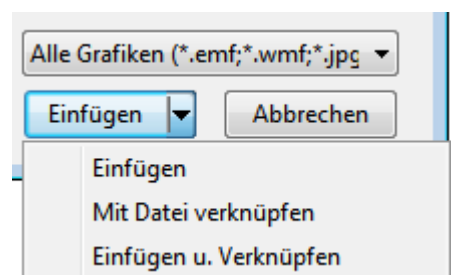 Alle Grafiken (*.emf;*.wmf;*.jpg
Einfügen Abbrechen
Einfügen
Mit Datei verknüpfen
Einfügen u. Verknüpfen